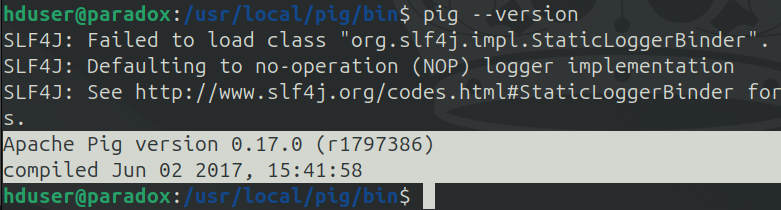 hduser@paradox:/usr/local/pig/bin$ pig --version
SLF4J: Failed to load class "org.slf4j.impl.StaticLoggerBinder".
SLF4J: Defaulting to no-operation (NOP) logger implementation
SLF4J: See http://www.slf4j.org/codes.html#StaticLoggerBinder for
s.
Apache Pig version 0.17.0 (r1797386)
compiled Jun 02 2017, 15:41:58
hduser@paradox:/usr/local/pig/bin$